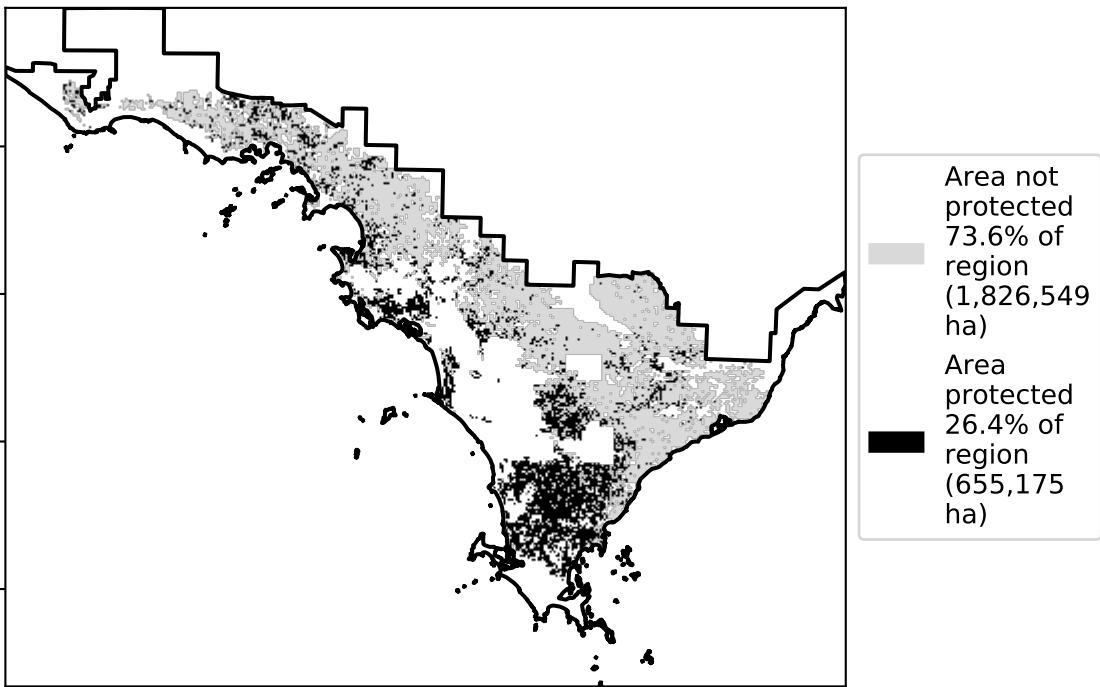 Area not
protected
73.6% of
region
(1,826,549
ha)
Area
protected
26.4% of
region
(655,175
ha)